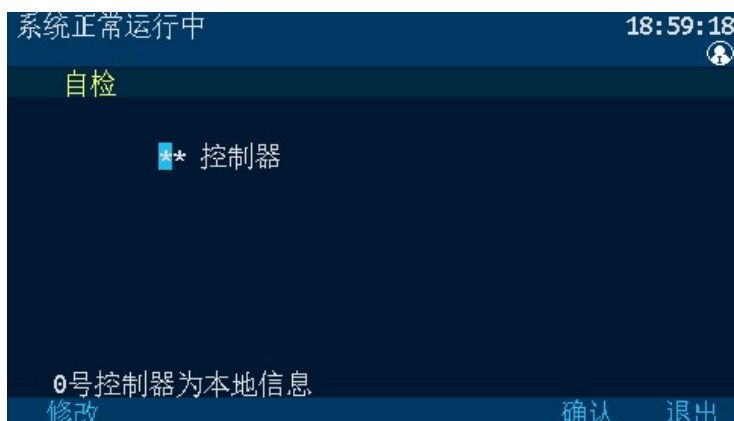 系统正常运行中 18:59:18
自检
** 控制器
0号控制器为本地信息
修改 确认 退出